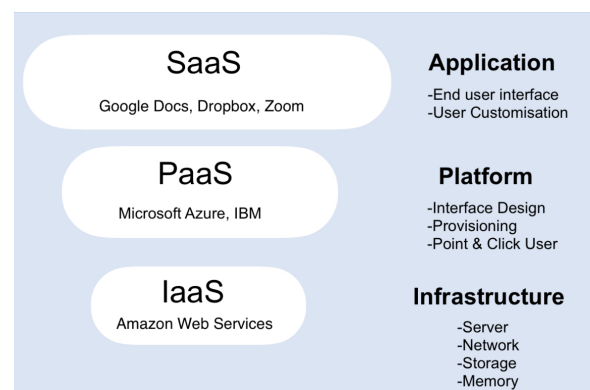 SaaS
Google Docs, Dropbox, Zoom
Application
-End user interface
-User Customisation
PaaS
Microsoft Azure, IBM
Platform
-Interface Design
-Provisioning
-Point & Click User
IaaS
Amazon Web Services
Infrastructure
-Server
-Network
-Storage
-Memory